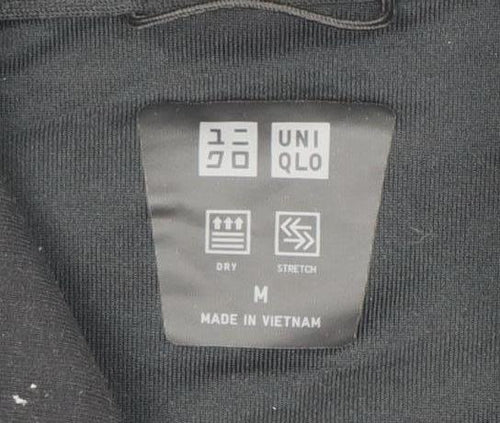 ユニ UNI
クロ QLO
DRY STRETCH
M
MADE IN VIETNAM